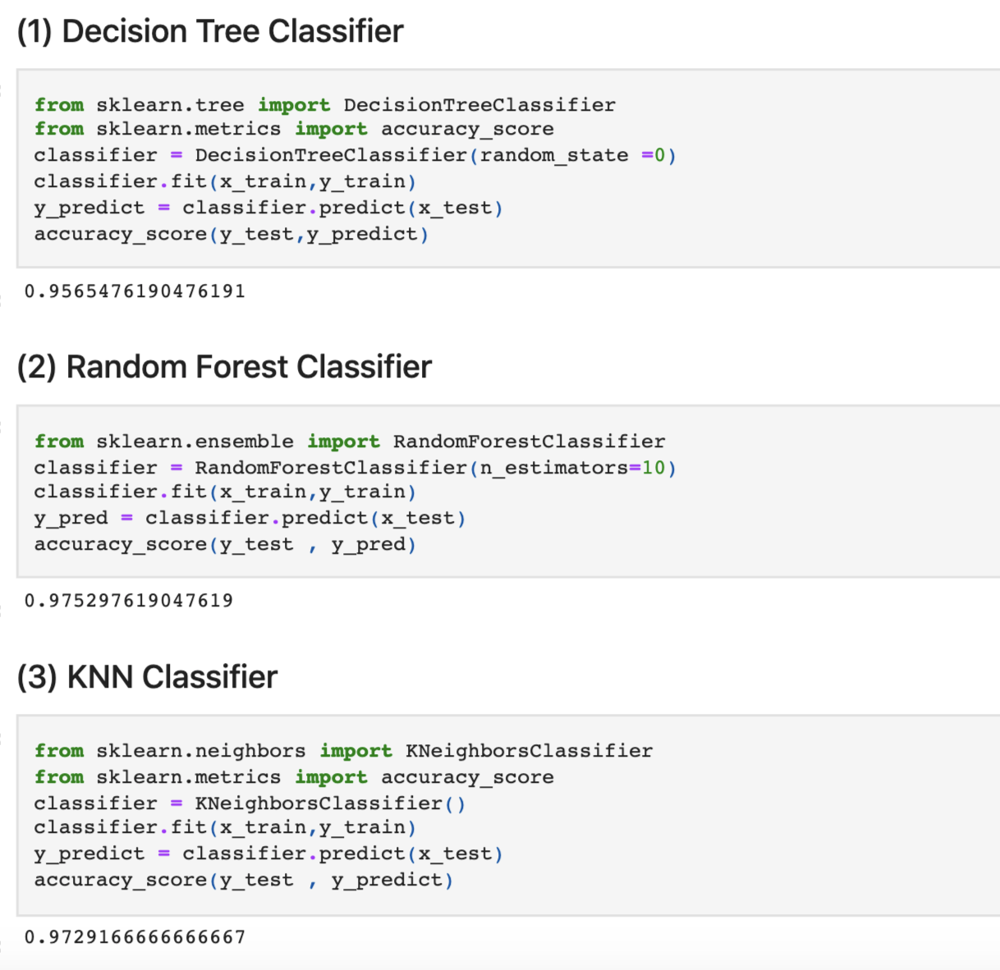 (1) Decision Tree Classifier
from sklearn.tree import DecisionTreeClassifier
from sklearn.metrics import accuracy_score
classifier = DecisionTreeClassifier(random_state =0)
classifier.fit(x_train,y_train)
y_predict = classifier.predict(x_test)
accuracy_score(y_test,y_predict)
0.9565476190476191
(2) Random Forest Classifier
from sklearn.ensemble import RandomForestClassifier
classifier = RandomForestClassifier(n_estimators=10)
classifier.fit(x_train,y_train)
y_pred = classifier.predict(x_test)
accuracy_score(y_test , y_pred)
0.975297619047619
(3) KNN Classifier
from sklearn.neighbors import KNeighborsClassifier
from sklearn.metrics import accuracy_score
classifier = KNeighborsClassifier()
classifier.fit(x_train,y_train)
y_predict = classifier.predict(x_test)
accuracy_score(y_test , y_predict)
0.9729166666666667